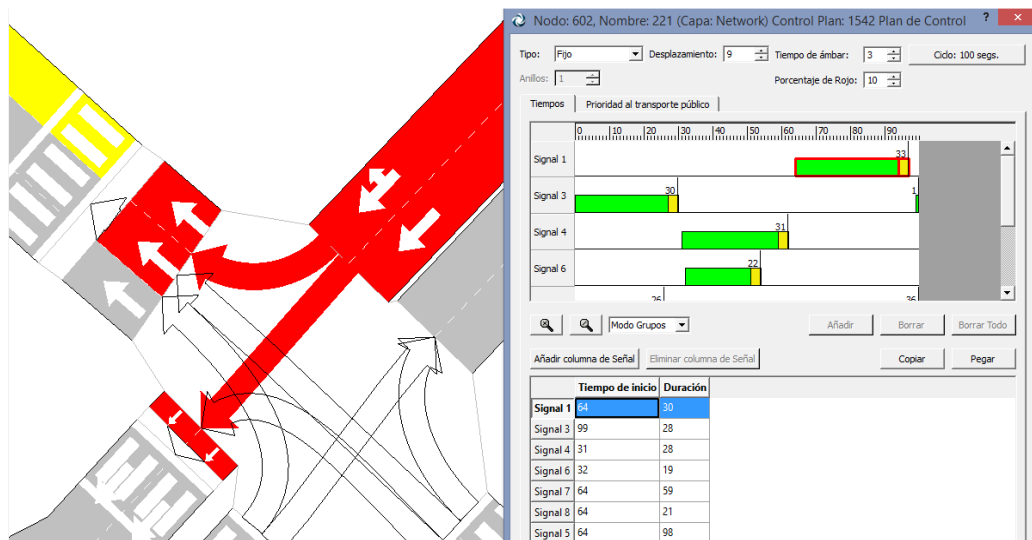 Nodo: 602, Nombre: 221 (Capa: Network) Control Plan: 1542 Plan de Control ? ×
Tipo: Fijo Desplazamiento: 9 Tiempo de ámbar: 3 Ciclo: 100 segs.
Anillos: 1 Porcentaje de Rojo: 10
Tiempos Prioridad al transporte público
0 10 20 30 40 50 60 70 80 90
Signal 1 33
Signal 3 30 1
Signal 4 31
Signal 6 22
26 36
Modo Grupos Añadir Borrar Borrar Todo
Añadir columna de Señal Eliminar columna de Señal Copiar Pegar
Tiempo de inicio Duración
Signal 1 64 30
Signal 3 99 28
Signal 4 31 28
Signal 6 32 19
Signal 7 64 59
Signal 8 64 21
Signal 5 64 98